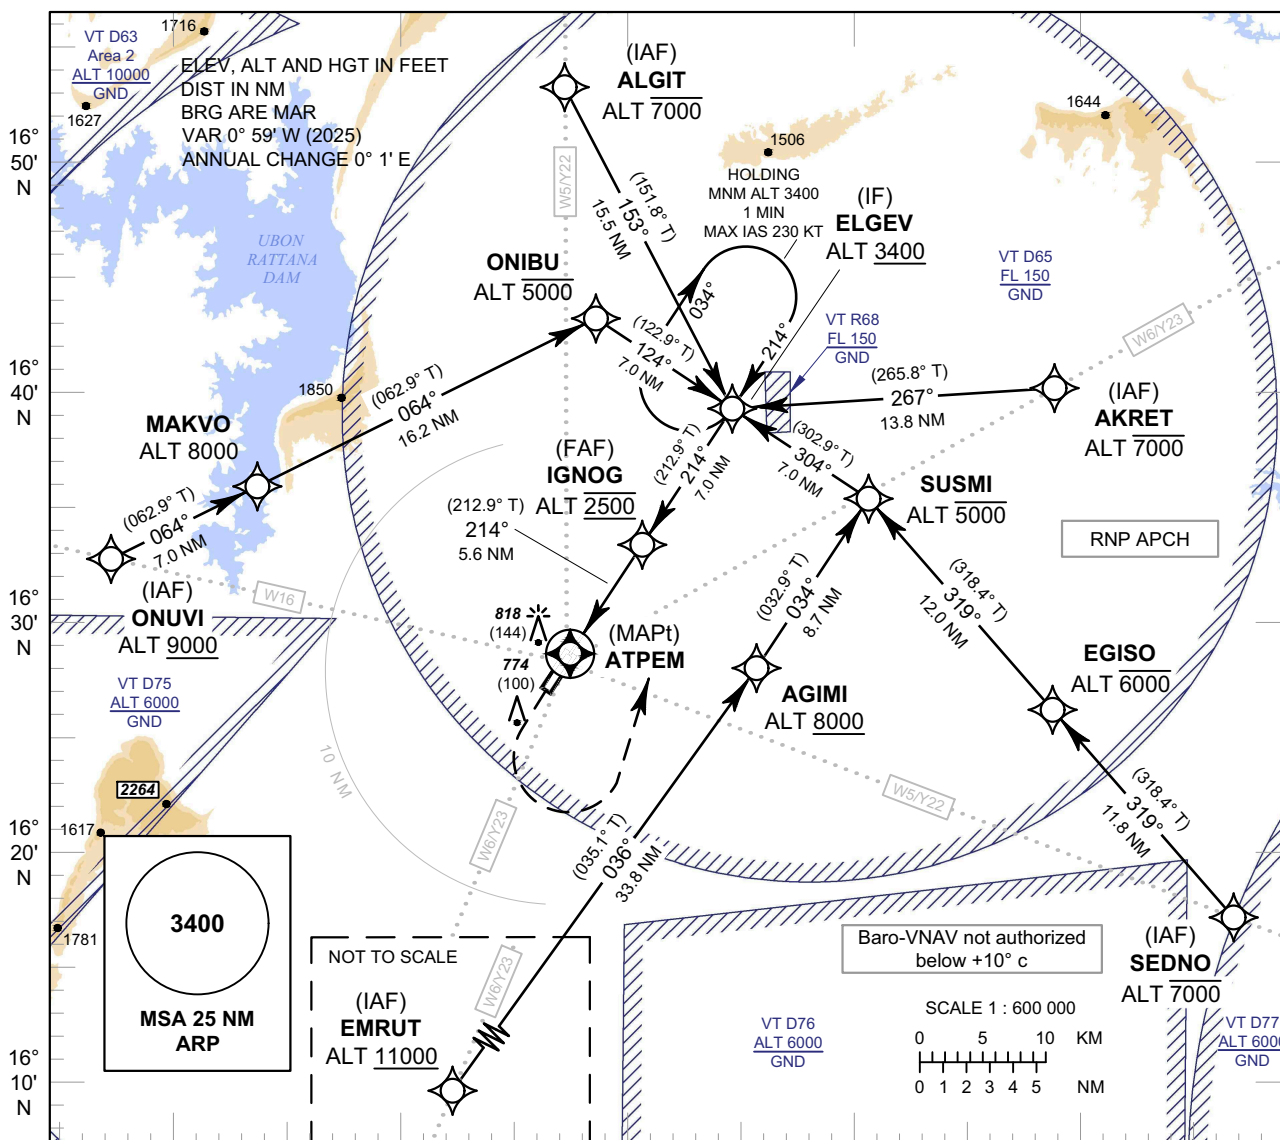 VT D63
Area 2
ALT 10000
GND
1716
1627
ELEV, ALT AND HGT IN FEET
DIST IN NM
BRG ARE MAR
VAR 0° 59' W (2025)
ANNUAL CHANGE 0° 1' E
16°
50'
N
(IAF)
ALGIT
ALT 7000
W5/Y22
(151.8° T)
153°
15.5 NM
1506
1644
HOLDING
MNM ALT 3400
1 MIN
MAX IAS 230 KT
(IF)
ELGEV
ALT 3400
UBON
RATTANA
DAM
ONIBU
ALT 5000
034°
214°
VT D65
FL 150
GND
VT R68
FL 150
GND
W6/Y23
(122.9° T)
124°
7.0 NM
16°
40'
N
1850
(062.9° T)
064°
16.2 NM
MAKVO
ALT 8000
(265.8° T)
267°
13.8 NM
(IAF)
AKRET
ALT 7000
(302.9° T)
304°
7.0 NM
(212.9° T)
214°
7.0 NM
(FAF)
IGNOG
ALT 2500
SUSMI
ALT 5000
(212.9° T)
214°
5.6 NM
(062.9° T)
064°
7.0 NM
RNP APCH
(IAF)
ONUVI
ALT 9000
W16
16°
30'
N
(032.9° T)
034°
8.7 NM
(318.4° T)
319°
12.0 NM
818
(144)
774
(100)
(MAPt)
ATPEM
EGISO
ALT 6000
AGIMI
ALT 8000
VT D75
ALT 6000
GND
10 NM
W5/Y22
(318.4° T)
319°
11.8 NM
2264
1617
16°
20'
N
W6/Y23
(035.1° T)
036°
33.8 NM
1781
3400
MSA 25 NM
ARP
Baro-VNAV not authorized
below +10° c
(IAF)
SEDNO
ALT 7000
NOT TO SCALE
W6/Y23
(IAF)
EMRUT
ALT 11000
SCALE 1 : 600 000
0 5 10 KM
0 1 2 3 4 5 NM
VT D76
ALT 6000
GND
VT D77
ALT 6000
GND
16°
10'
N